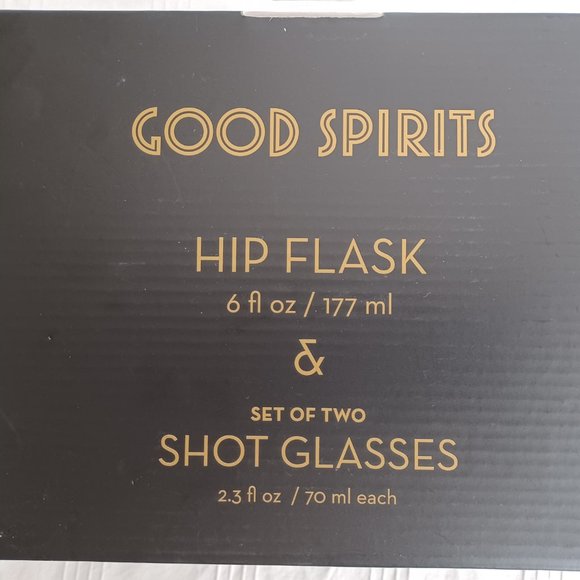 GOOD SPIRITS
HIP FLASK
6 fl oz / 177 ml
&
SET OF TWO
SHOT GLASSES
2.3 fl oz / 70 ml each